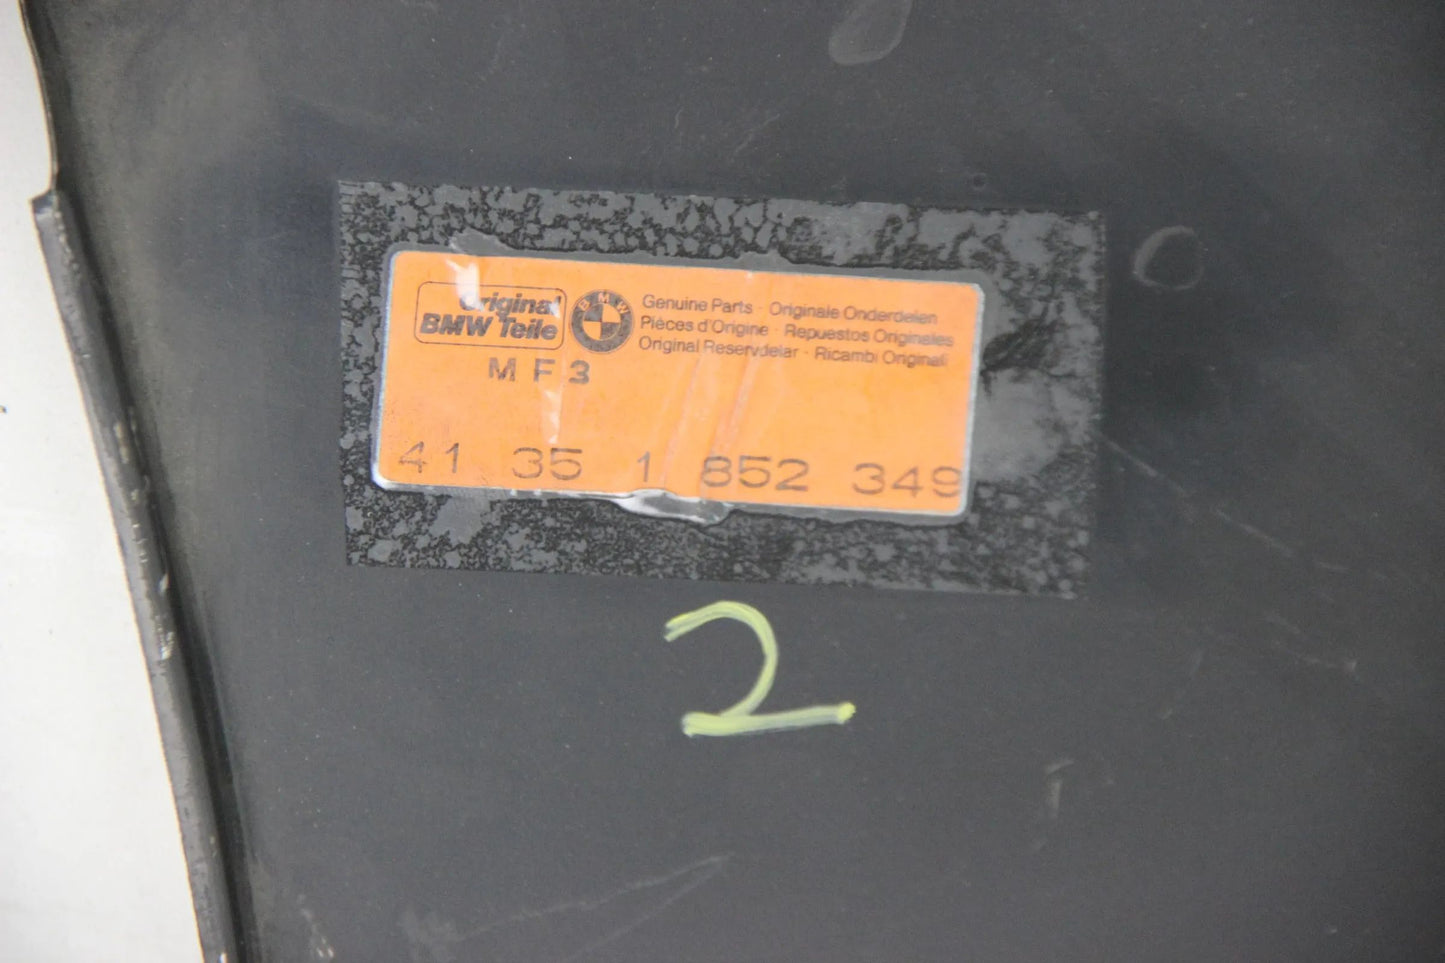 Original
BMW Teile
BMW
Genuine Parts · Originale Onderdelen
Pièces d'Origine · Repuestos Originales
Original Reservdelar · Ricambi Originali
M F 3
41 35 1 852 349
2